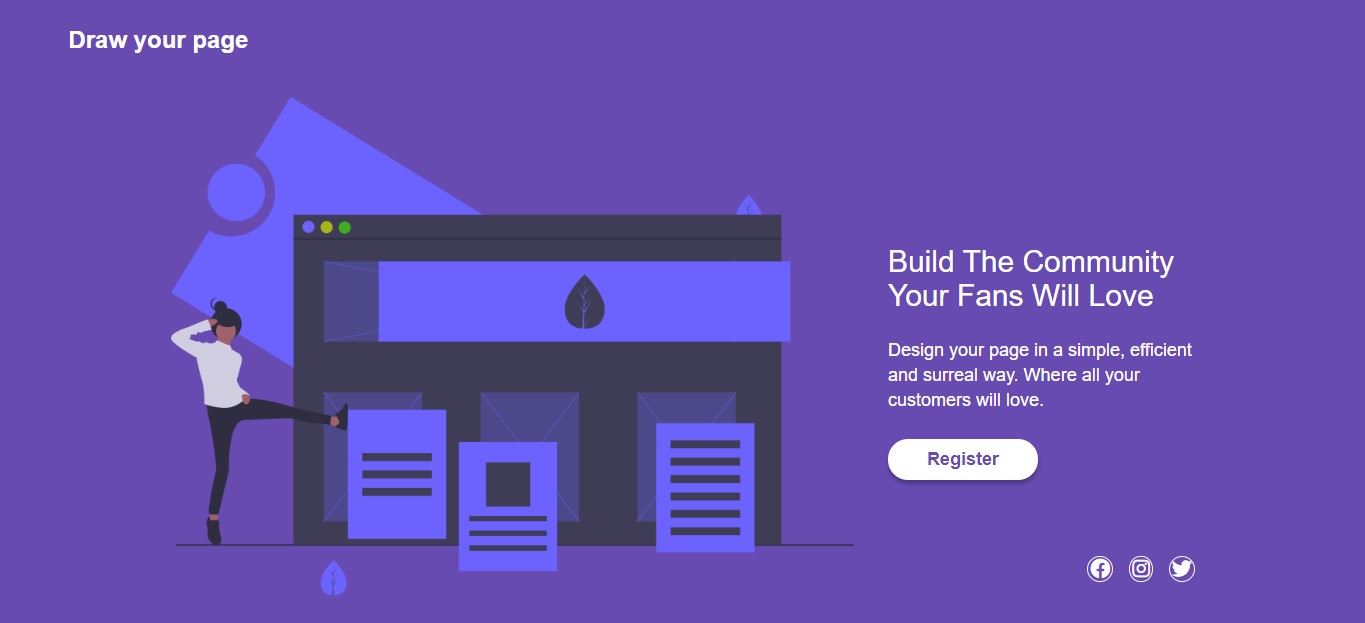 Draw your page
Build The Community
Your Fans Will Love
Design your page in a simple, efficient
and surreal way. Where all your
customers will love.
Register